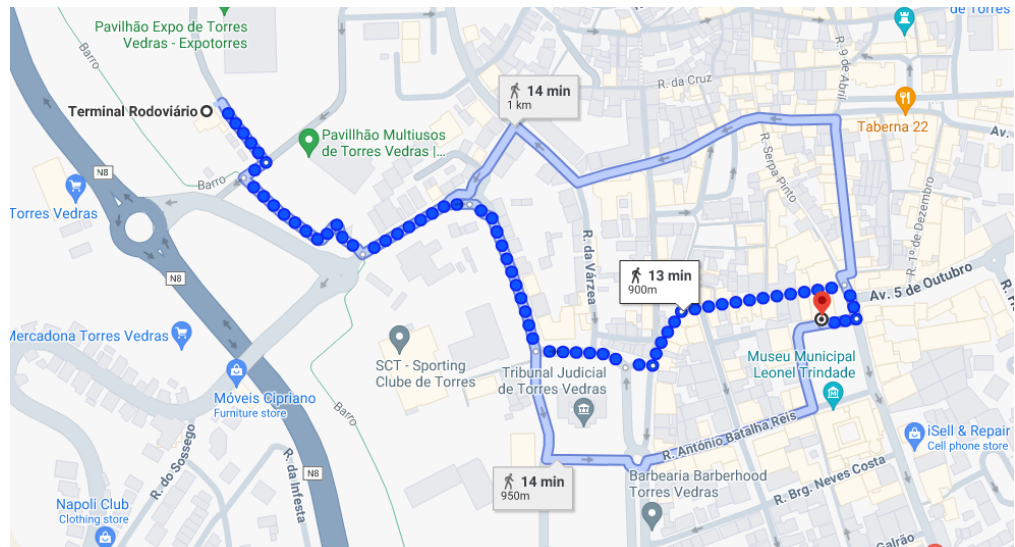 Pavilhão Expo de Torres
Vedras - Expotorres
de Torres
Barro
R. da Cruz
R. 9 de Abril
14 min
1 km
Terminal Rodoviário
Taberna 22
Av.
Pavillhão Multiusos
de Torres Vedras |...
R. Serpa Pinto
N8
Barro
Torres Vedras
R. 1º de Dezembro
R. da Várzea
N8
13 min
900m
Av. 5 de Outubro
Mercadona Torres Vedras
SCT - Sporting
Clube de Torres
Museu Municipal
Leonel Trindade
Tribunal Judicial
de Torres Vedras
Móveis Cipriano
Furniture store
Barro
R. António Batalha Reis
iSell & Repair
Cell phone store
R. do Sossego
R. da Infesta
N8
14 min
950m
Barbearia Barberhood
Torres Vedras
R. Brg. Neves Costa
Napoli Club
Clothing store
Galrão